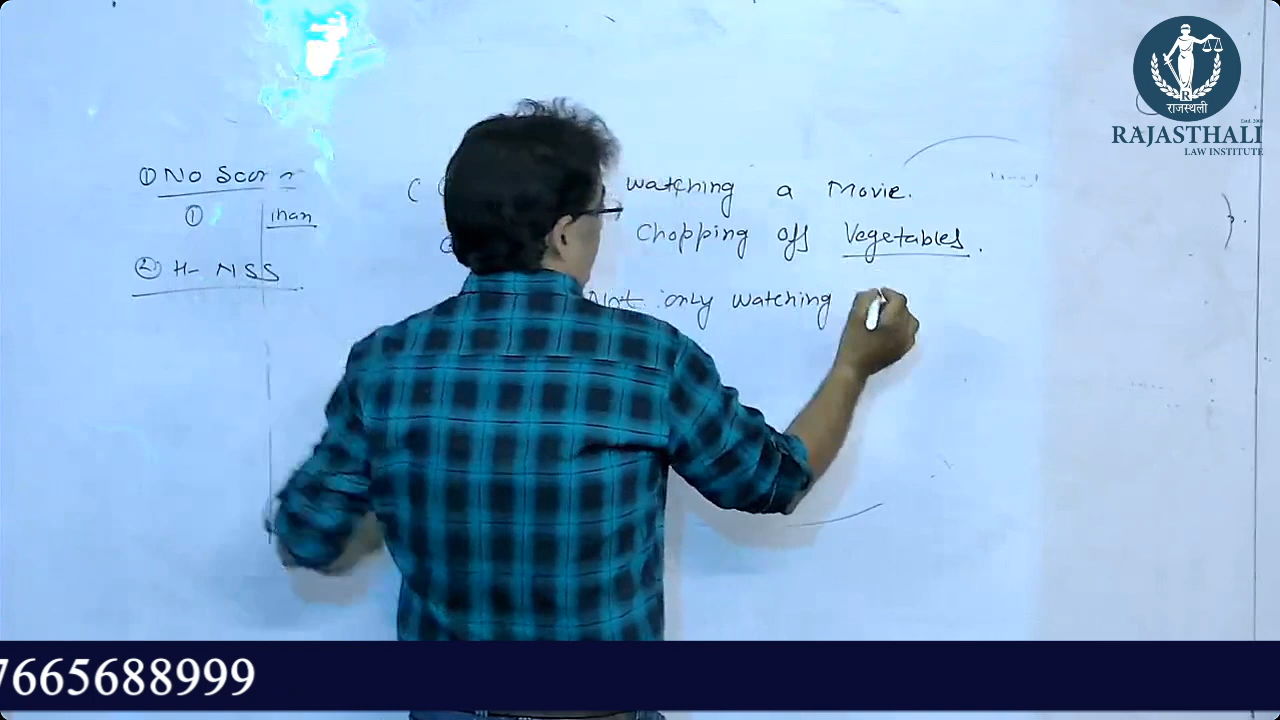 ① No Scor
① than
② H- NSS
watching a Movie.
Chopping off Vegetables.
Not only watching
राजस्थली
RAJASTHALI
LAW INSTITUTE
7665688999